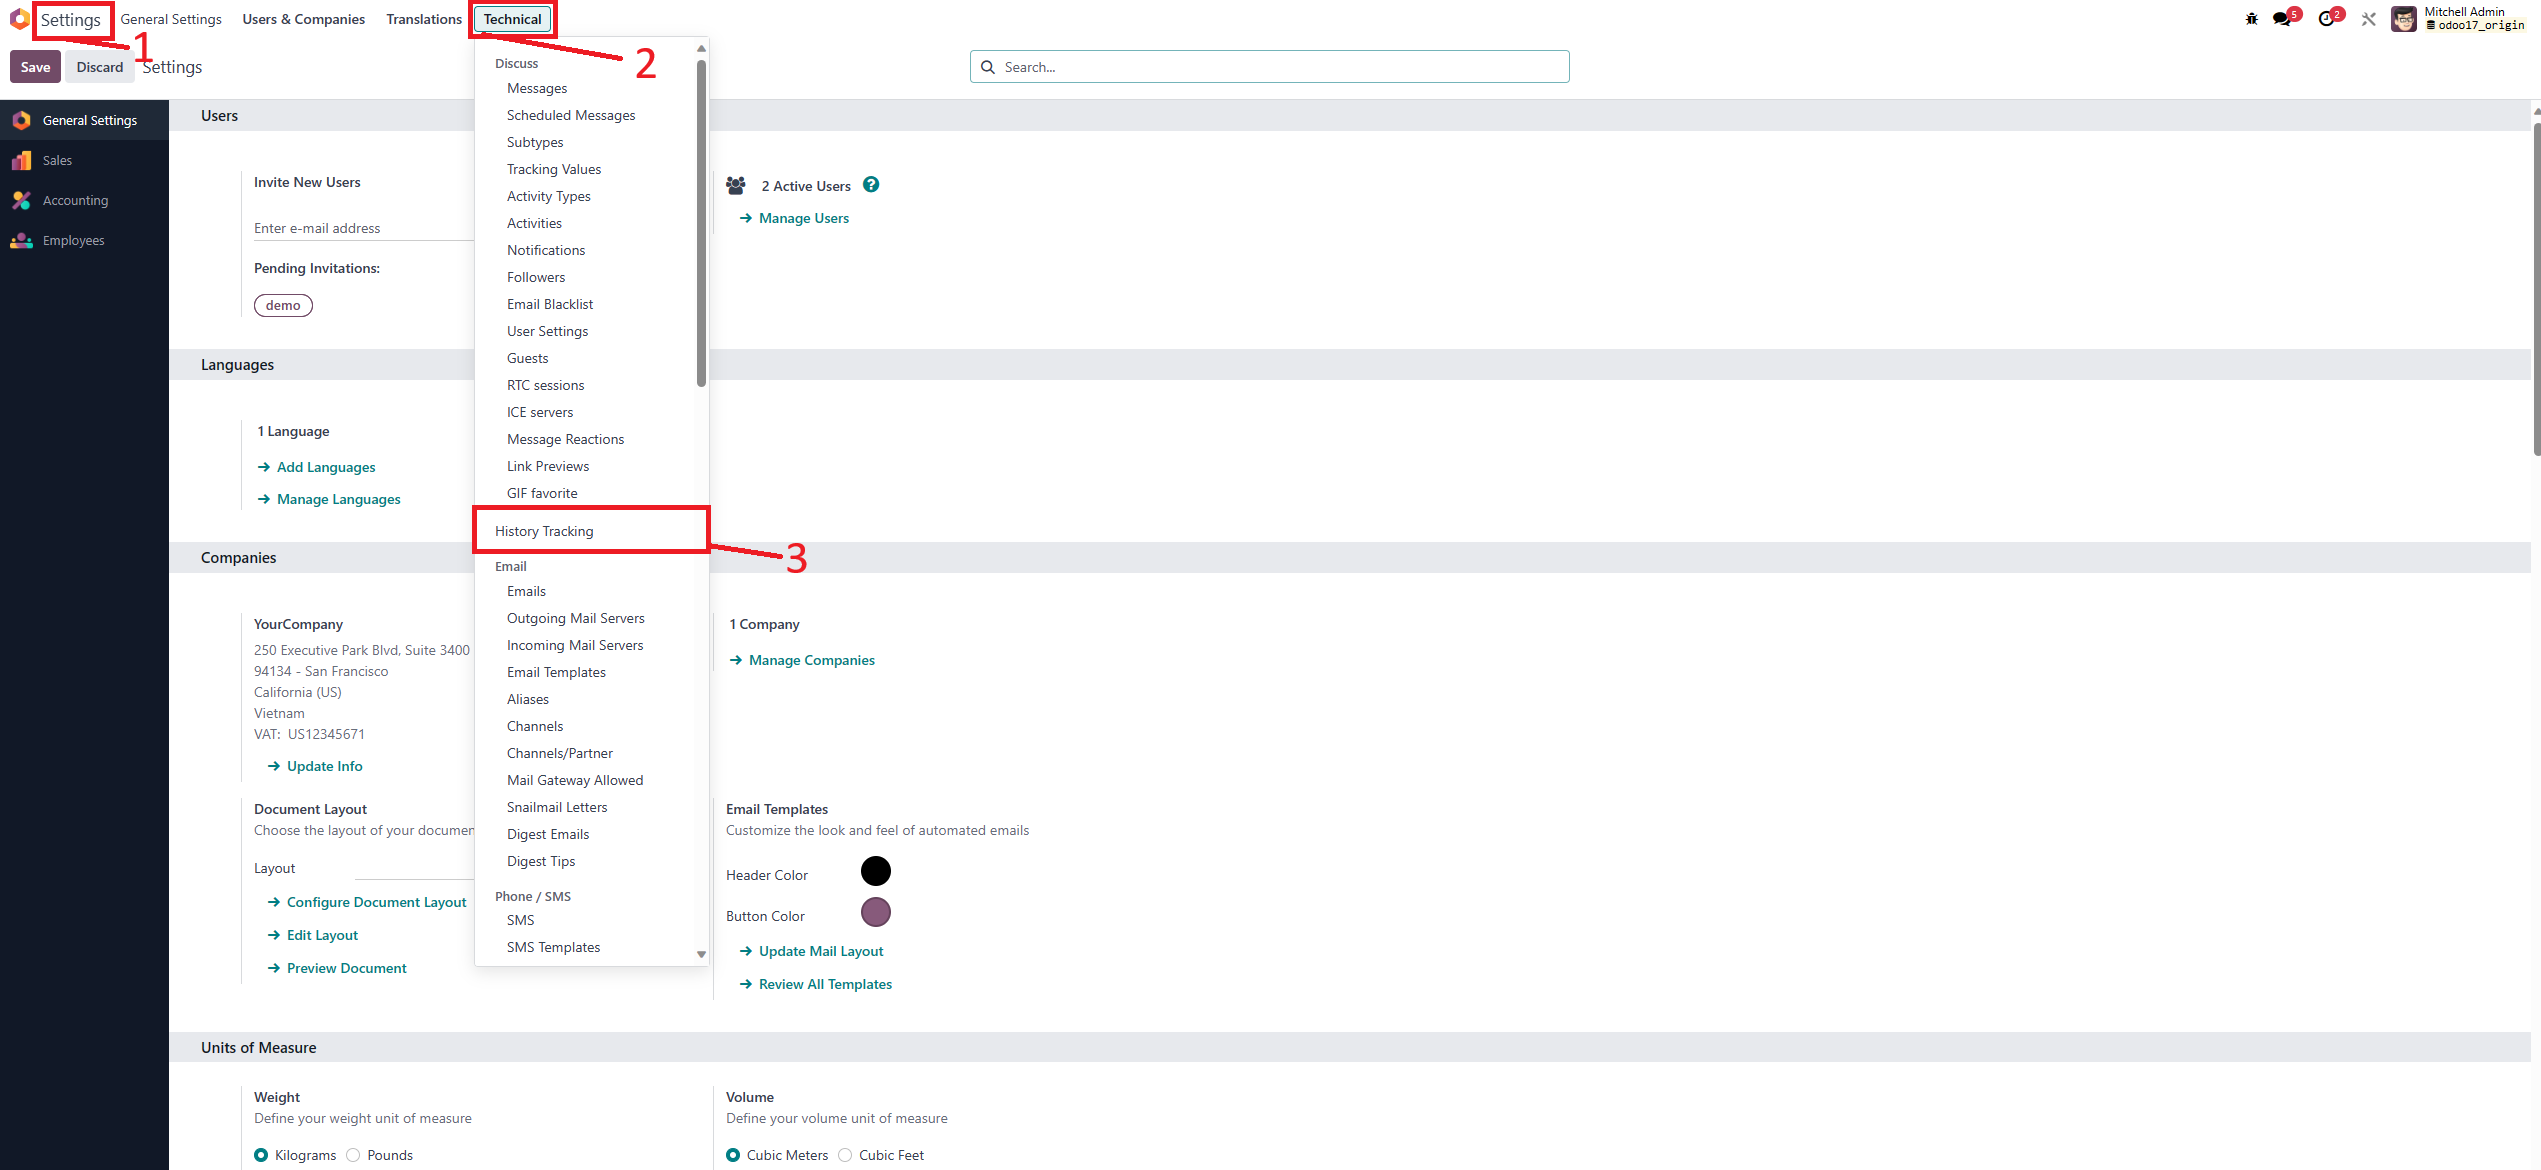 Settings General Settings Users & Companies Translations Technical 5 2 Mitchell Admin
odoo17_origin
1
2
Save Discard Settings Search...
General Settings
Sales
Accounting
Employees
Discuss
Messages
Scheduled Messages
Subtypes
Tracking Values
Activity Types
Activities
Notifications
Followers
Email Blacklist
User Settings
Guests
RTC sessions
ICE servers
Message Reactions
Link Previews
GIF favorite
History Tracking
3
Email
Emails
Outgoing Mail Servers
Incoming Mail Servers
Email Templates
Aliases
Channels
Channels/Partner
Mail Gateway Allowed
Snailmail Letters
Digest Emails
Digest Tips
Phone / SMS
SMS
SMS Templates
Users
Invite New Users
Enter e-mail address
Pending Invitations:
demo
2 Active Users ?
Manage Users
Languages
1 Language
Add Languages
Manage Languages
Companies
YourCompany
250 Executive Park Blvd, Suite 3400
94134 - San Francisco
California (US)
Vietnam
VAT: US12345671
Update Info
1 Company
Manage Companies
Document Layout
Choose the layout of your documen
Layout
Configure Document Layout
Edit Layout
Preview Document
Email Templates
Customize the look and feel of automated emails
Header Color
Button Color
Update Mail Layout
Review All Templates
Units of Measure
Weight
Define your weight unit of measure
Kilograms Pounds
Volume
Define your volume unit of measure
Cubic Meters Cubic Feet